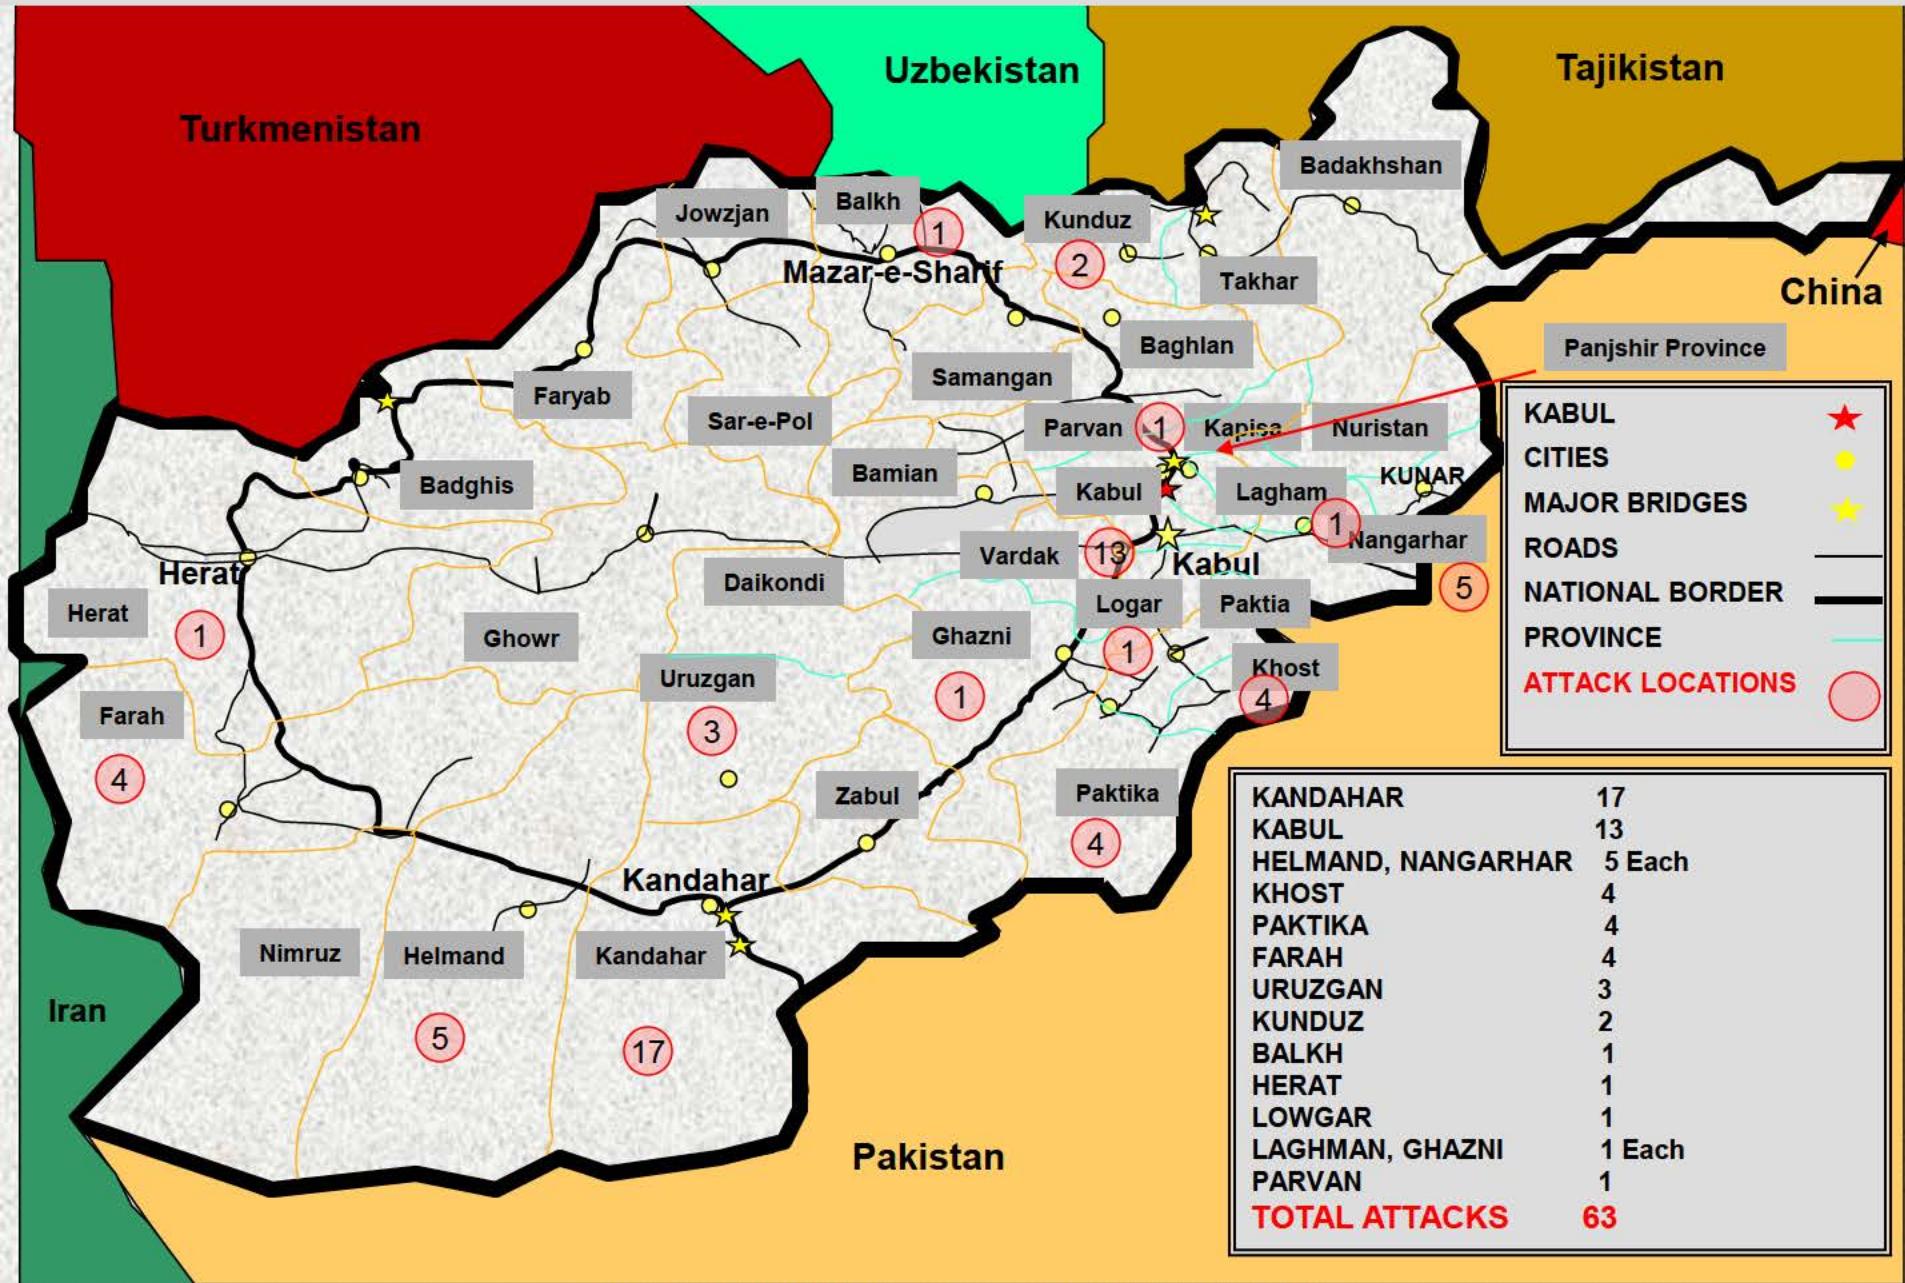 Uzbekistan
Tajikistan
Turkmenistan
Badakhshan
Balkh
Jowzjan
Kunduz
1
2
Mazar-e-Sharif
Takhar
China
Baghlan
Panjshir Province
Samangan
Faryab
Sar-e-Pol
Parvan
1
Kapisa
Nuristan
Bamian
KUNAR
Badghis
Kabul
Lagham
1
Nangarhar
Vardak
13
Kabul
Herat
Daikondi
5
Herat
1
Logar
Paktia
Ghowr
Ghazni
1
Khost
4
Uruzgan
1
Farah
3
4
Zabul
Paktika
4
Kandahar
Nimruz
Helmand
Kandahar
Iran
5
17
Pakistan
KABUL
CITIES
MAJOR BRIDGES
ROADS
NATIONAL BORDER
PROVINCE
ATTACK LOCATIONS
KANDAHAR 17
KABUL 13
HELMAND, NANGARHAR 5 Each
KHOST 4
PAKTIKA 4
FARAH 4
URUZGAN 3
KUNDUZ 2
BALKH 1
HERAT 1
LOWGAR 1
LAGHMAN, GHAZNI 1 Each
PARVAN 1
TOTAL ATTACKS 63